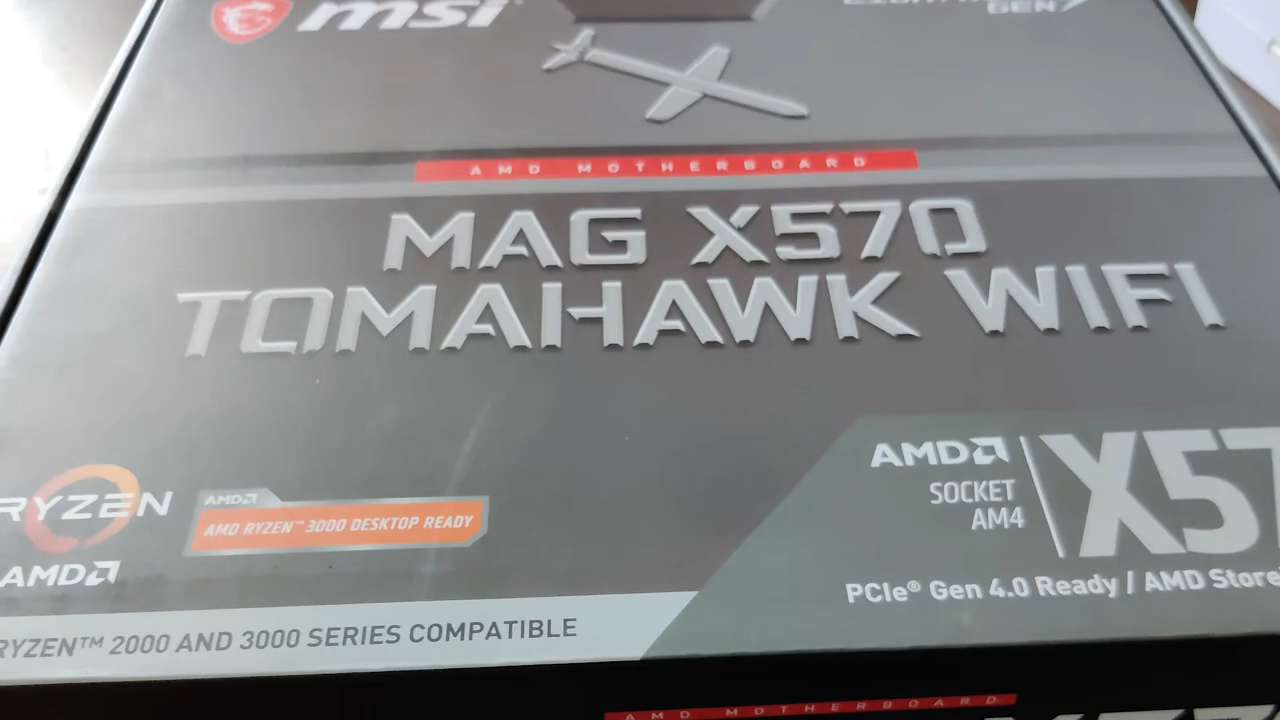 msi
GEN
AMD MOTHERBOARD
MAG X570
TOMAHAWK WIFI
RYZEN
AMD
AMD
AMD RYZEN™ 3000 DESKTOP READY
AMD
SOCKET
AM4
X57
PCIe® Gen 4.0 Ready / AMD Store
RYZEN™ 2000 AND 3000 SERIES COMPATIBLE
AMD MOTHERBOARD